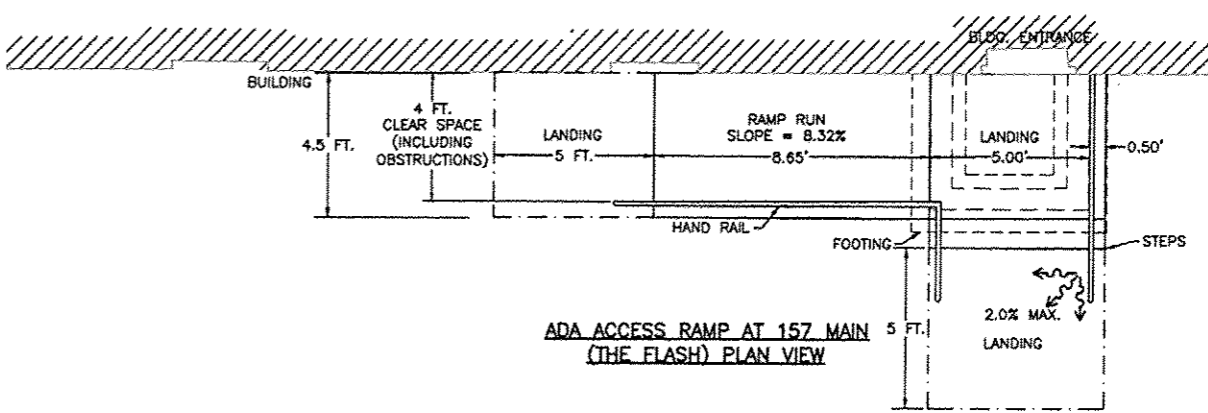 BLDG. ENTRANCE
BUILDING
4 FT.
CLEAR SPACE
(INCLUDING
OBSTRUCTIONS)
4.5 FT.
LANDING
5 FT.
RAMP RUN
SLOPE = 8.32%
8.65'
LANDING
5.00'
0.50'
HAND RAIL
FOOTING
STEPS
2.0% MAX.
LANDING
5 FT.
ADA ACCESS RAMP AT 157 MAIN
(THE FLASH) PLAN VIEW